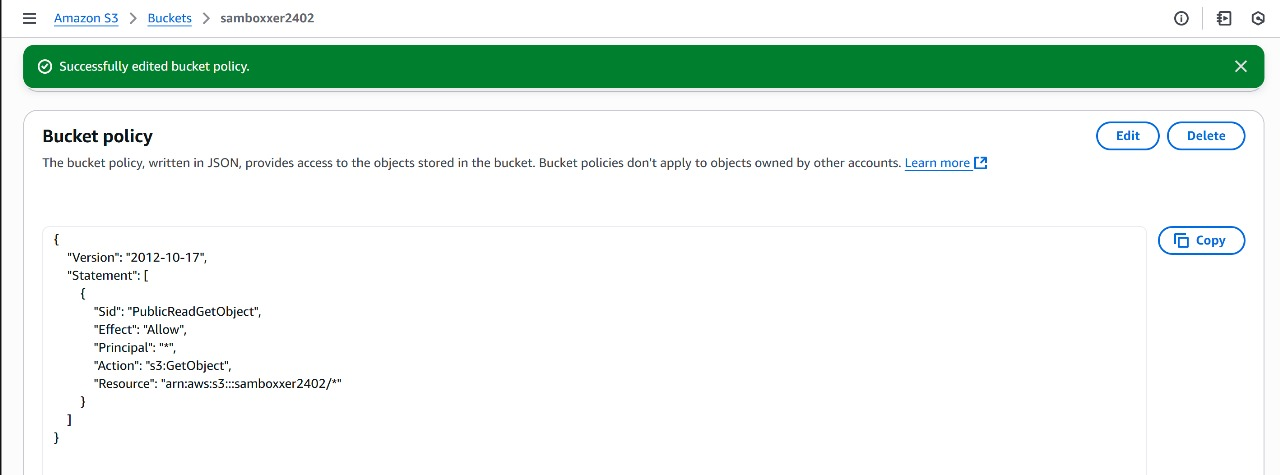 Amazon S3 > Buckets > samboxxer2402
Successfully edited bucket policy.
Bucket policy
Edit
Delete
The bucket policy, written in JSON, provides access to the objects stored in the bucket. Bucket policies don't apply to objects owned by other accounts. Learn more
Copy
{
"Version": "2012-10-17",
"Statement": [
{
"Sid": "PublicReadGetObject",
"Effect": "Allow",
"Principal": "*",
"Action": "s3:GetObject",
"Resource": "arn:aws:s3:::samboxxer2402/*"
}
]
}